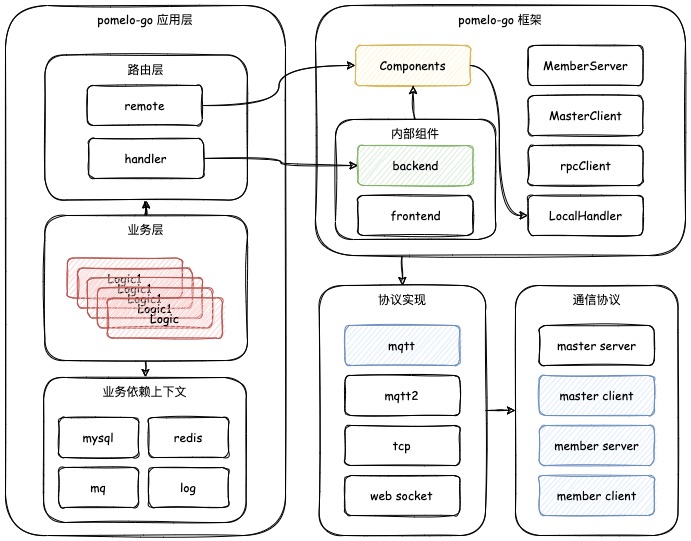 pomelo-go 应用层
路由层
remote
handler
业务层
Logic1
Logic1
Logic1
Logic1
Logic
业务依赖上下文
mysql
redis
mq
log
pomelo-go 框架
Components
内部组件
backend
frontend
MemberServer
MasterClient
rpcClient
LocalHandler
协议实现
mqtt
mqtt2
tcp
web socket
通信协议
master server
master client
member server
member client